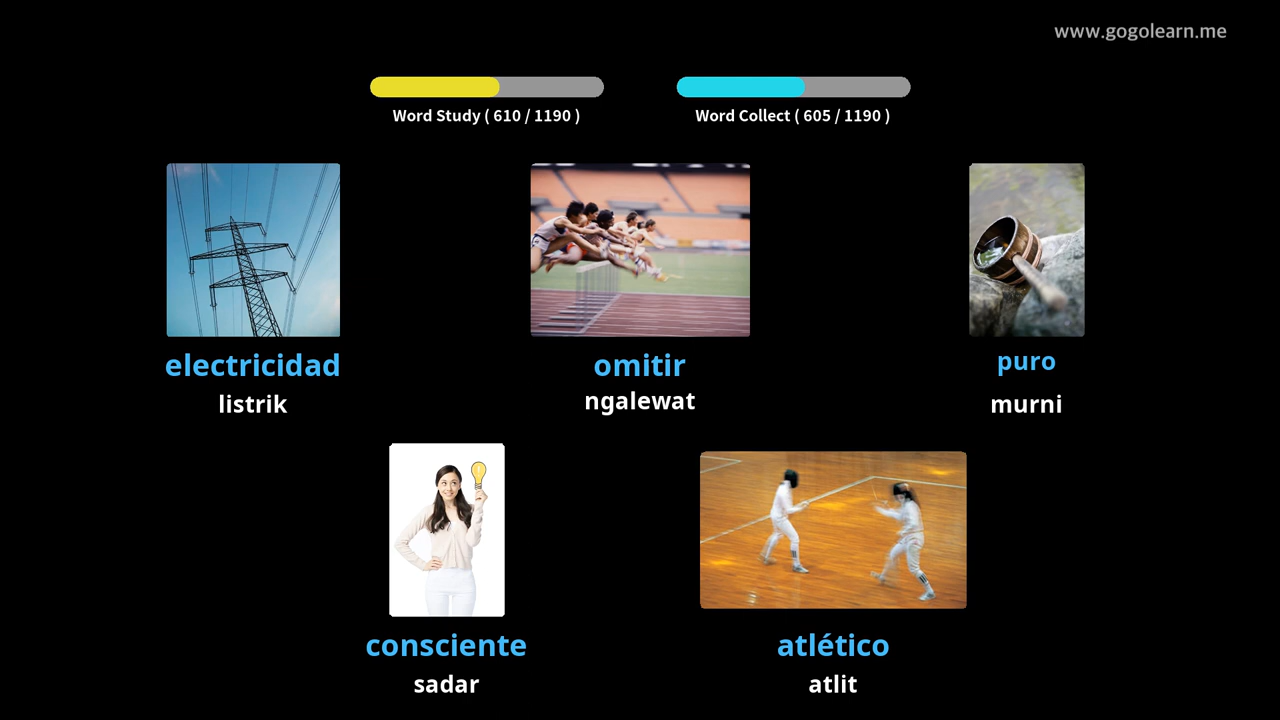 www.gogolearn.me
Word Study ( 610 / 1190 )
Word Collect ( 605 / 1190 )
electricidad
omitir
puro
listrik
ngalewat
murni
consciente
atlético
sadar
atlit